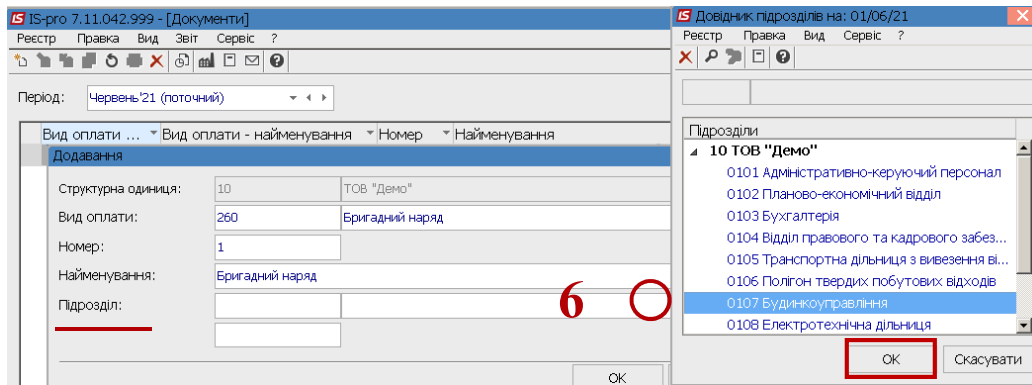 IS-pro 7.11.042.999 - [Документи]
Реєстр Правка Вид Звіт Сервіс ?
Період: Червень'21 (поточний)
Вид оплати ... Вид оплати - найменування Номер Найменування
Додавання
Структурна одиниця: 10 ТОВ "Демо"
Вид оплати: 260 Бригадний наряд
Номер: 1
Найменування: Бригадний наряд
Підрозділ:
6
ОК
Довідник підрозділів на: 01/06/21
Реєстр Правка Вид Сервіс ?
Підрозділи
10 ТОВ "Демо"
0101 Адміністративно-керуючий персонал
0102 Планово-економічний відділ
0103 Бухгалтерія
0104 Відділ правового та кадрового забез...
0105 Транспортна дільниця з вивезення ві...
0106 Полігон твердих побутових відходів
0107 Будинкоуправління
0108 Електротехнічна дільниця
ОК Скасувати